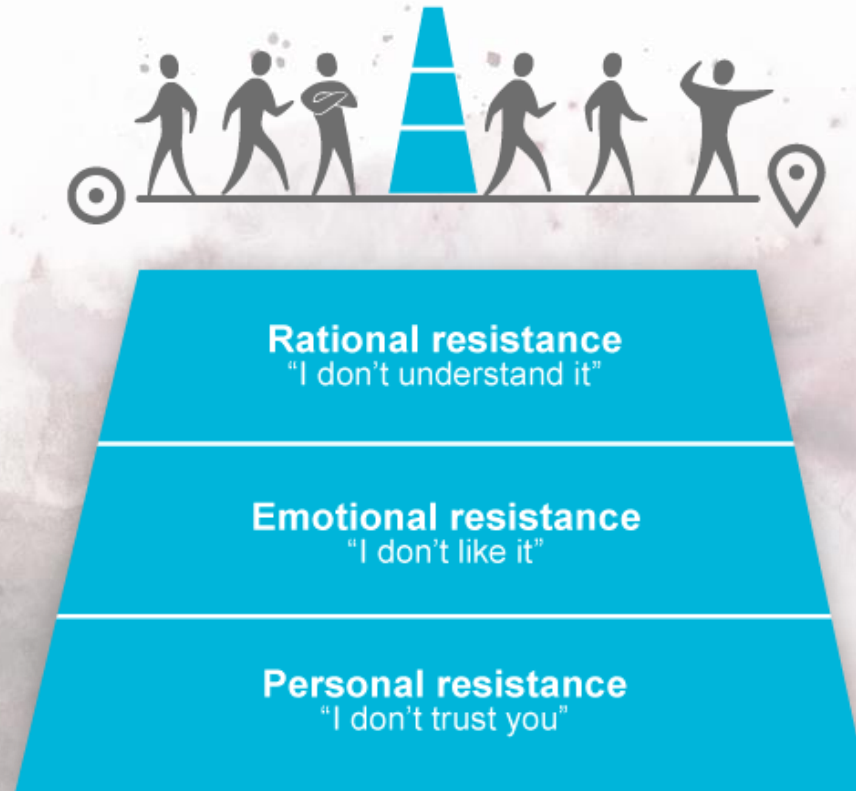 Rational resistance
“I don’t understand it”
Emotional resistance
“I don’t like it”
Personal resistance
“I don’t trust you”